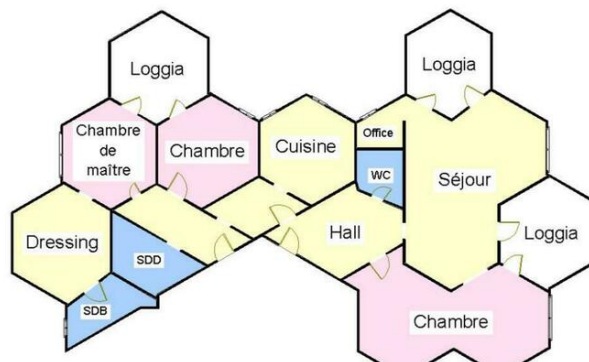 Loggia
Loggia
Chambre
de
maître
Chambre
Cuisine
Office
WC
Séjour
Dressing
SDD
Hall
Loggia
SDB
Chambre